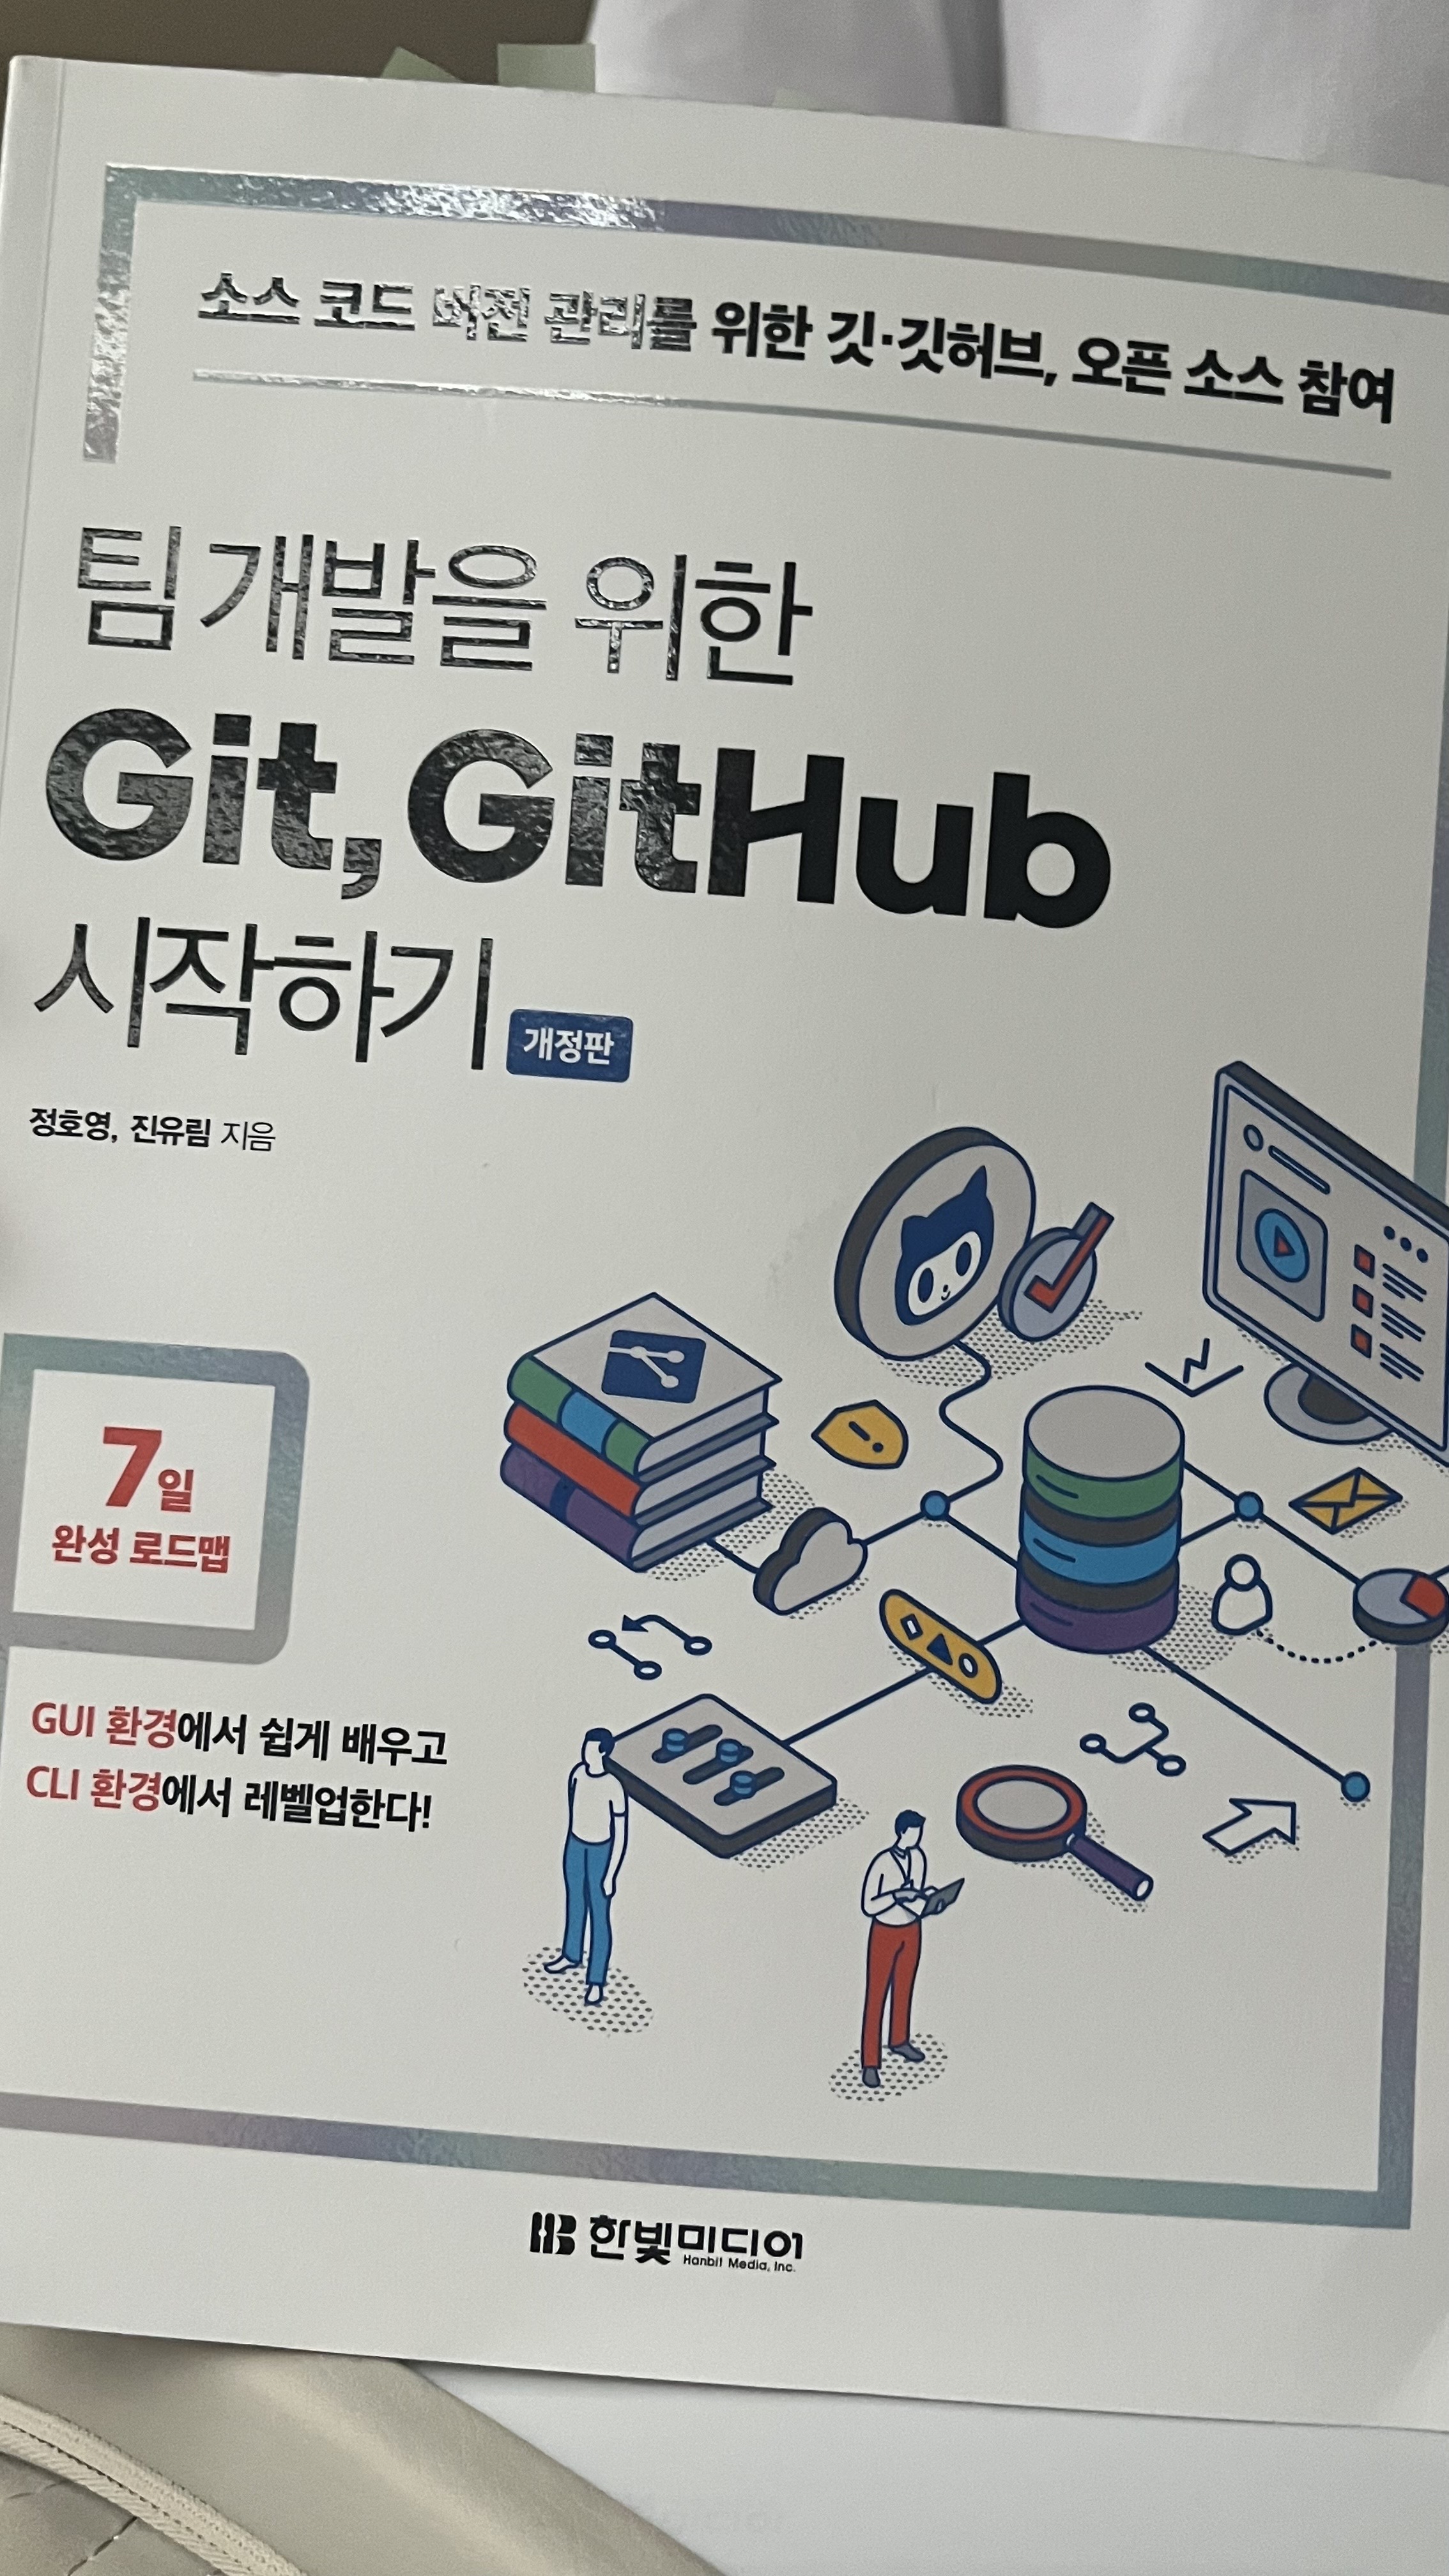 소스 코드 버전 관리를 위한 깃·깃허브, 오픈 소스 참여
팀 개발을 위한
Git, GitHub
시작하기 개정판
정호영, 진유림 지음
7일
완성 로드맵
GUI 환경에서 쉽게 배우고
CLI 환경에서 레벨업한다!
한빛미디어
Hanbit Media, Inc.